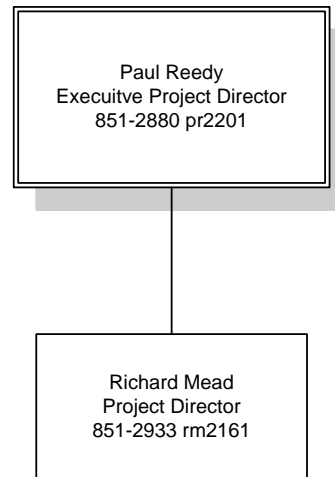 Paul Reedy
Execuitve Project Director
851-2880 pr2201
Richard Mead
Project Director
851-2933 rm2161